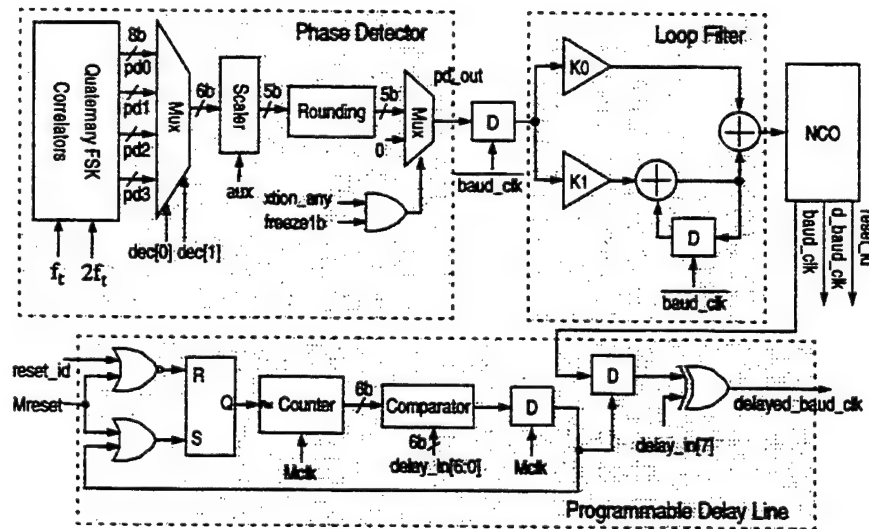 Phase Detector
Loop Filter
8b
pd0
pd1
pd2
pd3
Quaternary FSK
Correlators
Mux
6b
Scaler
5b
Rounding
5b
0
Mux
pd_out
D
baud_clk
K0
K1
D
baud_clk
NCO
aux
xtion_any
freeze1b
dec[0]
dec[1]
f_t
2f_t
baud_clk
d_baud_clk
reset_id
reset_id
Mreset
R
S
Q
Counter
6b
Comparator
D
D
Mclk
6b
delay_in[6:0]
Mclk
delay_in[7]
delayed_baud_clk
Programmable Delay Line